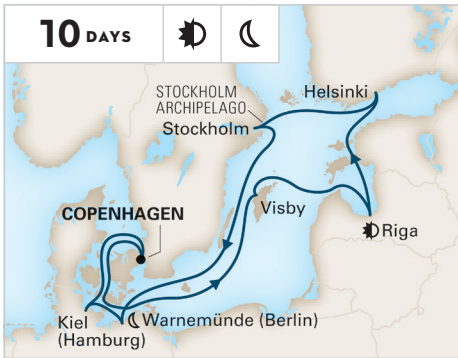 10 DAYS
STOCKHOLM
ARCHIPELAGO
Stockholm
Helsinki
COPENHAGEN
Visby
Riga
Kiel
(Hamburg)
Warnemünde (Berlin)